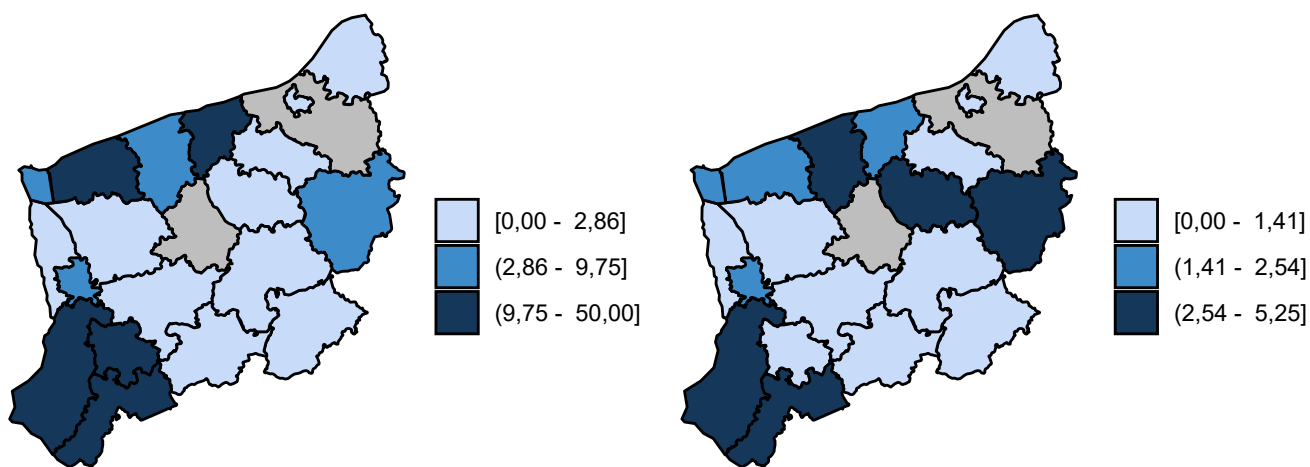 [0,00 - 2,86]
(2,86 - 9,75]
(9,75 - 50,00]
[0,00 - 1,41]
(1,41 - 2,54]
(2,54 - 5,25]